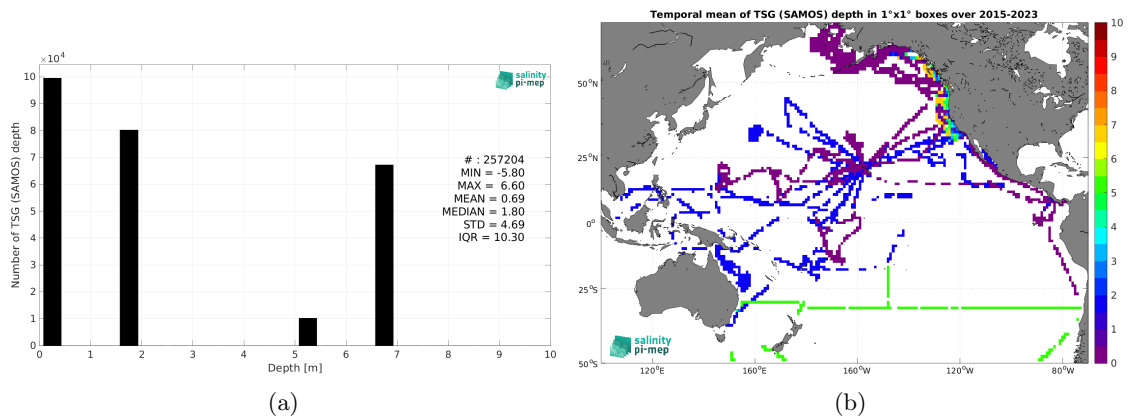 ×10⁴
10
9
8
7
6
5
4
3
2
1
0
Number of TSG (SAMOS) depth
0 1 2 3 4 5 6 7 8 9 10
Depth [m]
salinity
pi-mep
# : 257204
MIN = -5.80
MAX = 6.60
MEAN = 0.69
MEDIAN = 1.80
STD = 4.69
IQR = 10.30
(a)
Temporal mean of TSG (SAMOS) depth in 1°x1° boxes over 2015-2023
50°N
25°N
0°
25°S
50°S
120°E 160°E 160°W 120°W 80°W
salinity
pi-mep
10
9
8
7
6
5
4
3
2
1
0
(b)